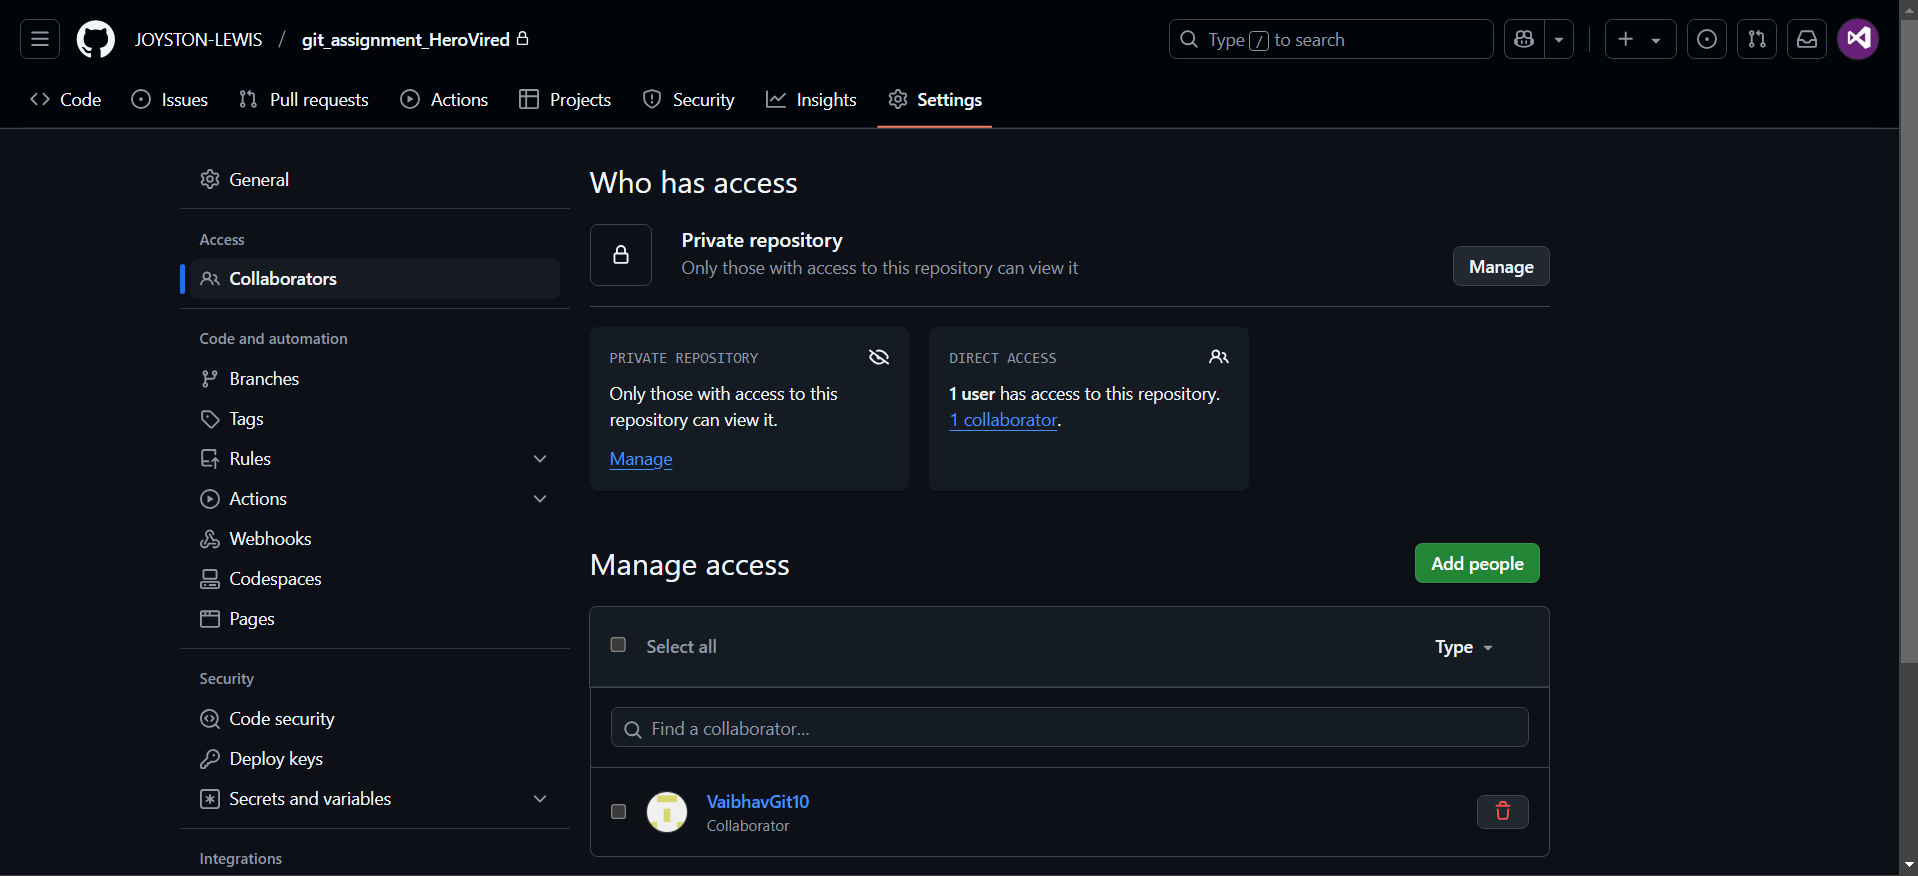 JOYSTON-LEWIS / git_assignment_HeroVired
Type / to search
Code Issues Pull requests Actions Projects Security Insights Settings
General
Access
Collaborators
Code and automation
Branches
Tags
Rules
Actions
Webhooks
Codespaces
Pages
Security
Code security
Deploy keys
Secrets and variables
Integrations
Who has access
Private repository
Only those with access to this repository can view it
Manage
PRIVATE REPOSITORY
Only those with access to this
repository can view it.
Manage
DIRECT ACCESS
1 user has access to this repository.
1 collaborator.
Manage access
Add people
Select all
Type
Find a collaborator...
VaibhavGit10
Collaborator